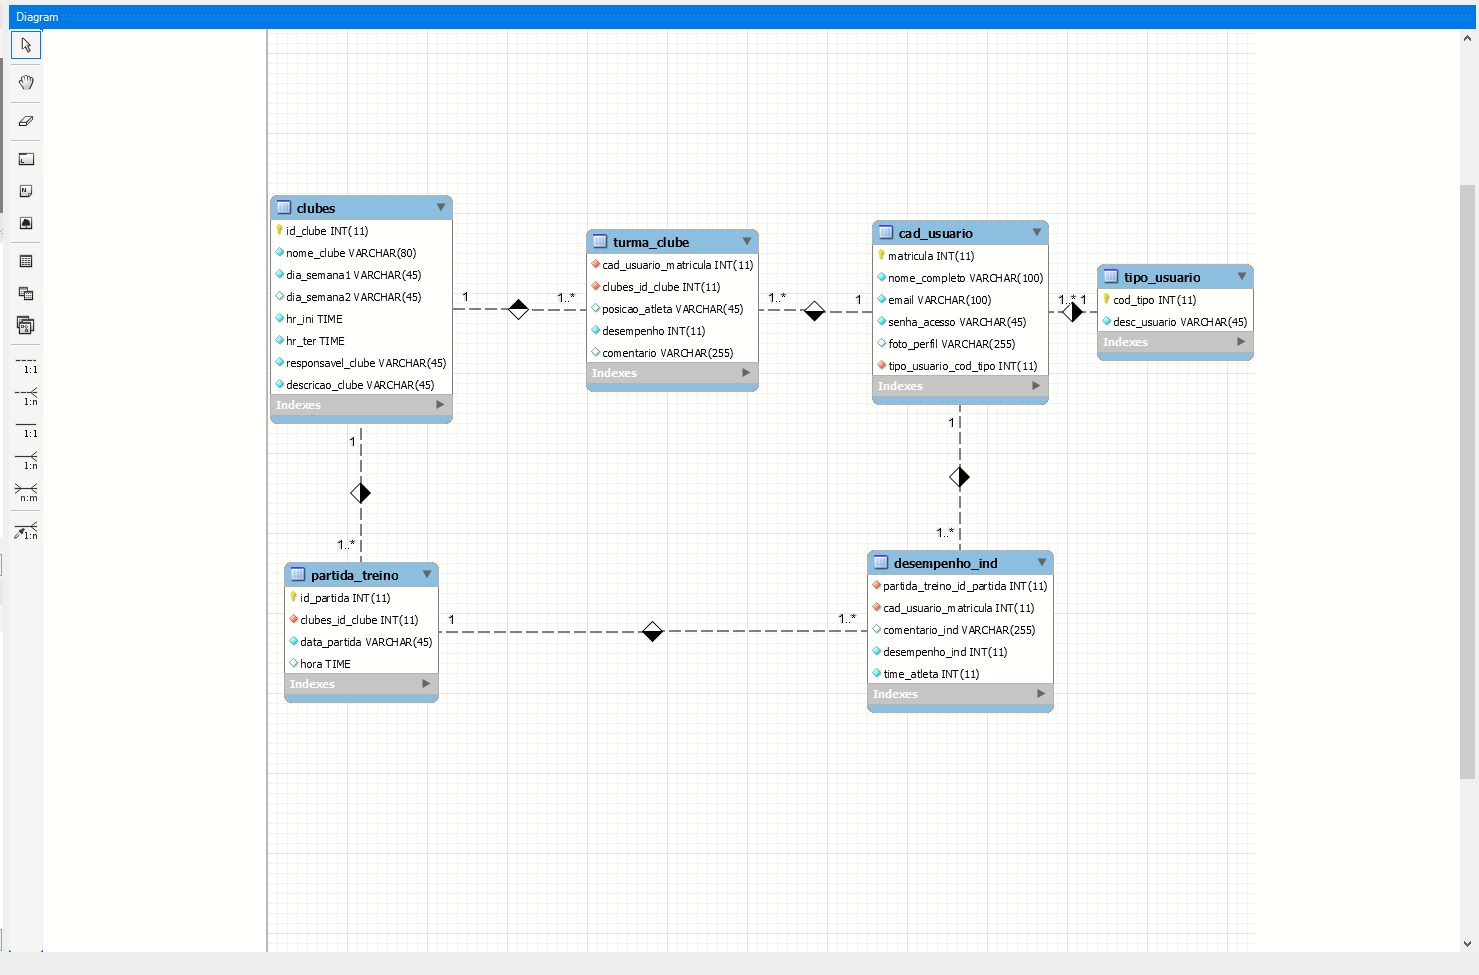 Diagram
clubes
id_clube INT(11)
nome_clube VARCHAR(80)
dia_semana1 VARCHAR(45)
dia_semana2 VARCHAR(45)
hr_ini TIME
hr_ter TIME
responsavel_clube VARCHAR(45)
descricao_clube VARCHAR(45)
Indexes
1
1..*
turma_clube
cad_usuario_matricula INT(11)
clubes_id_clube INT(11)
posicao_atleta VARCHAR(45)
desempenho INT(11)
comentario VARCHAR(255)
Indexes
1..*
1
cad_usuario
matricula INT(11)
nome_completo VARCHAR(100)
email VARCHAR(100)
senha_acesso VARCHAR(45)
foto_perfil VARCHAR(255)
tipo_usuario_cod_tipo INT(11)
Indexes
1..*
1
tipo_usuario
cod_tipo INT(11)
desc_usuario VARCHAR(45)
Indexes
1:1
1:n
1:1
1:n
n:m
1:n
1
1..*
1
1..*
partida_treino
id_partida INT(11)
clubes_id_clube INT(11)
data_partida VARCHAR(45)
hora TIME
Indexes
1
1..*
desempenho_ind
partida_treino_id_partida INT(11)
cad_usuario_matricula INT(11)
comentario_ind VARCHAR(255)
desempenho_ind INT(11)
time_atleta INT(11)
Indexes